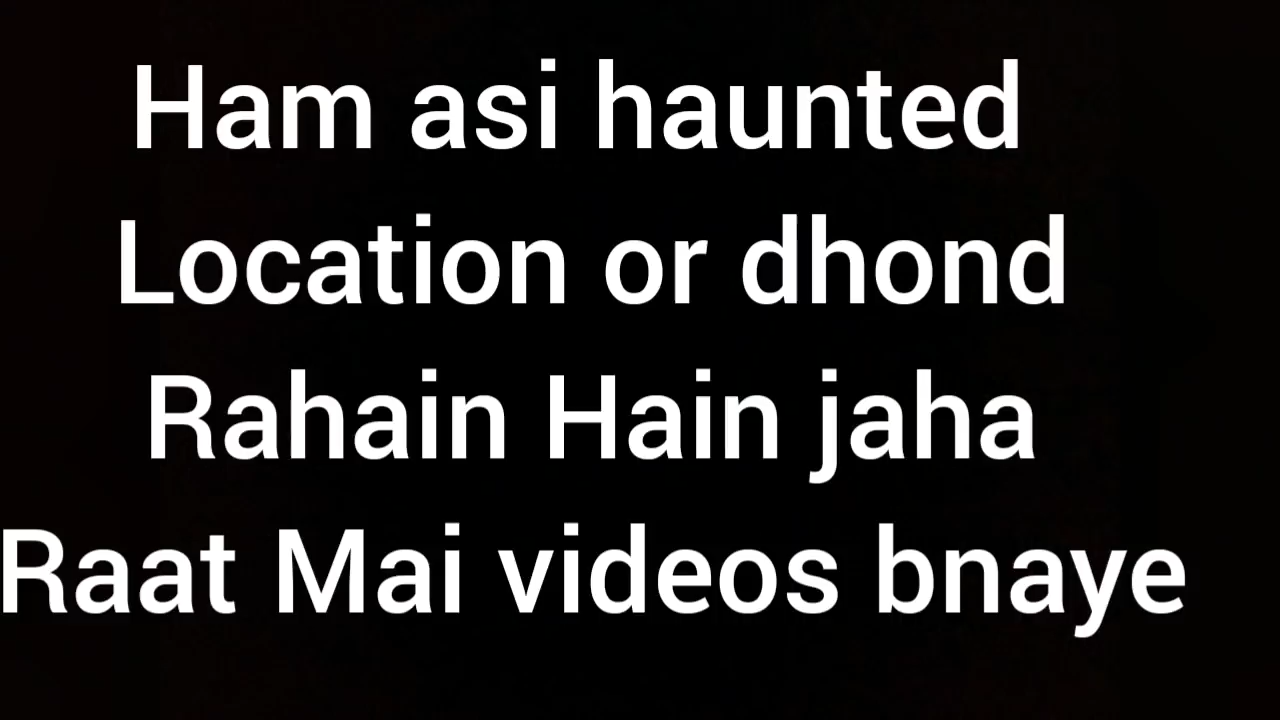 Ham asi haunted
Location or dhond
Rahain Hain jaha
Raat Mai videos bnaye